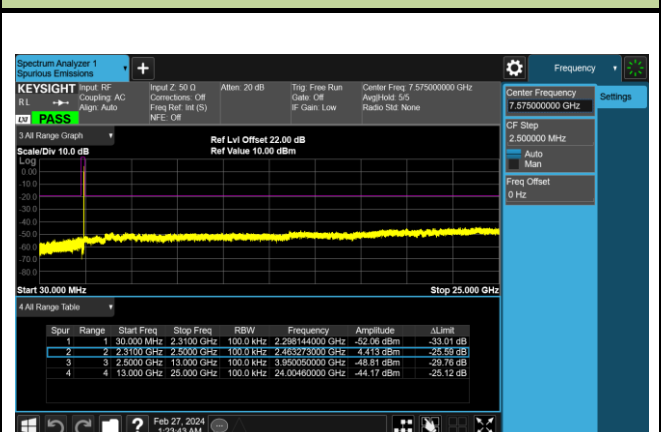 Spectrum Analyzer 1
Spurious Emissions
+
Frequency
KEYSIGHT
RL
Input: RF
Coupling: AC
Align: Auto
Input Z: 50 Ω
Corrections: Off
Freq Ref: Int (S)
NFE: Off
Atten: 20 dB
Trig: Free Run
Gate: Off
IF Gain: Low
Center Freq: 7.575000000 GHz
Avg|Hold: 5/5
Radio Std: None
LXI
PASS
Center Frequency
7.575000000 GHz
Settings
CF Step
2.500000 MHz
Auto
Man
Freq Offset
0 Hz
3 All Range Graph
Scale/Div 10.0 dB
Ref Lvl Offset 22.00 dB
Ref Value 10.00 dBm
Log
0.00
-10.0
-20.0
-30.0
-40.0
-50.0
-60.0
-70.0
-80.0
Start 30.000 MHz
Stop 25.000 GHz
4 All Range Table
Spur Range Start Freq Stop Freq RBW Frequency Amplitude ΔLimit
1 1 30.000 MHz 2.3100 GHz 100.0 kHz 2.298144000 GHz -52.06 dBm -33.01 dB
2 2 2.3100 GHz 2.5000 GHz 100.0 kHz 2.463273000 GHz 4.413 dBm -25.59 dB
3 3 2.5000 GHz 13.000 GHz 100.0 kHz 3.950050000 GHz -48.81 dBm -29.76 dB
4 4 13.000 GHz 25.000 GHz 100.0 kHz 24.00460000 GHz -44.17 dBm -25.12 dB
?
Feb 27, 2024
1:23:43 AM